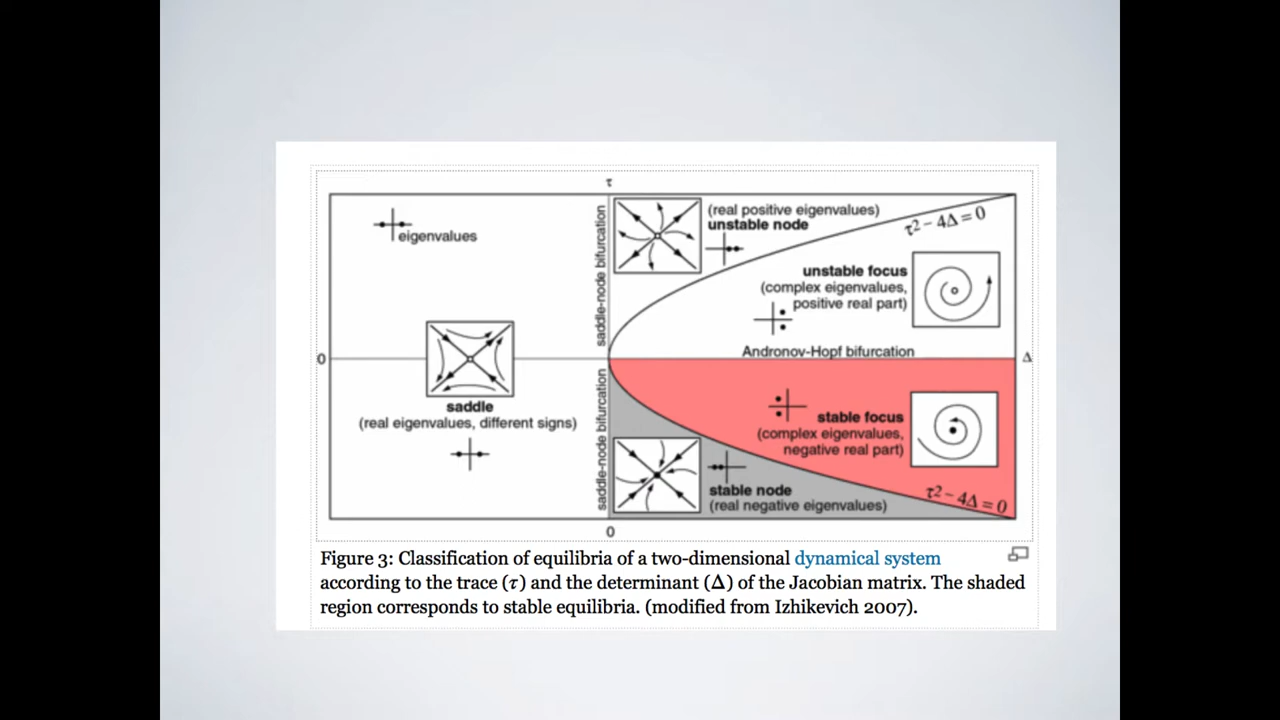 τ
eigenvalues
saddle-node bifurcation
(real positive eigenvalues)
unstable node
τ² − 4Δ = 0
unstable focus
(complex eigenvalues,
positive real part)
Andronov-Hopf bifurcation
0
Δ
saddle
(real eigenvalues, different signs)
saddle-node bifurcation
stable focus
(complex eigenvalues,
negative real part)
stable node
(real negative eigenvalues)
τ² − 4Δ = 0
0
Figure 3: Classification of equilibria of a two-dimensional dynamical system
according to the trace (τ) and the determinant (Δ) of the Jacobian matrix. The shaded
region corresponds to stable equilibria. (modified from Izhikevich 2007).